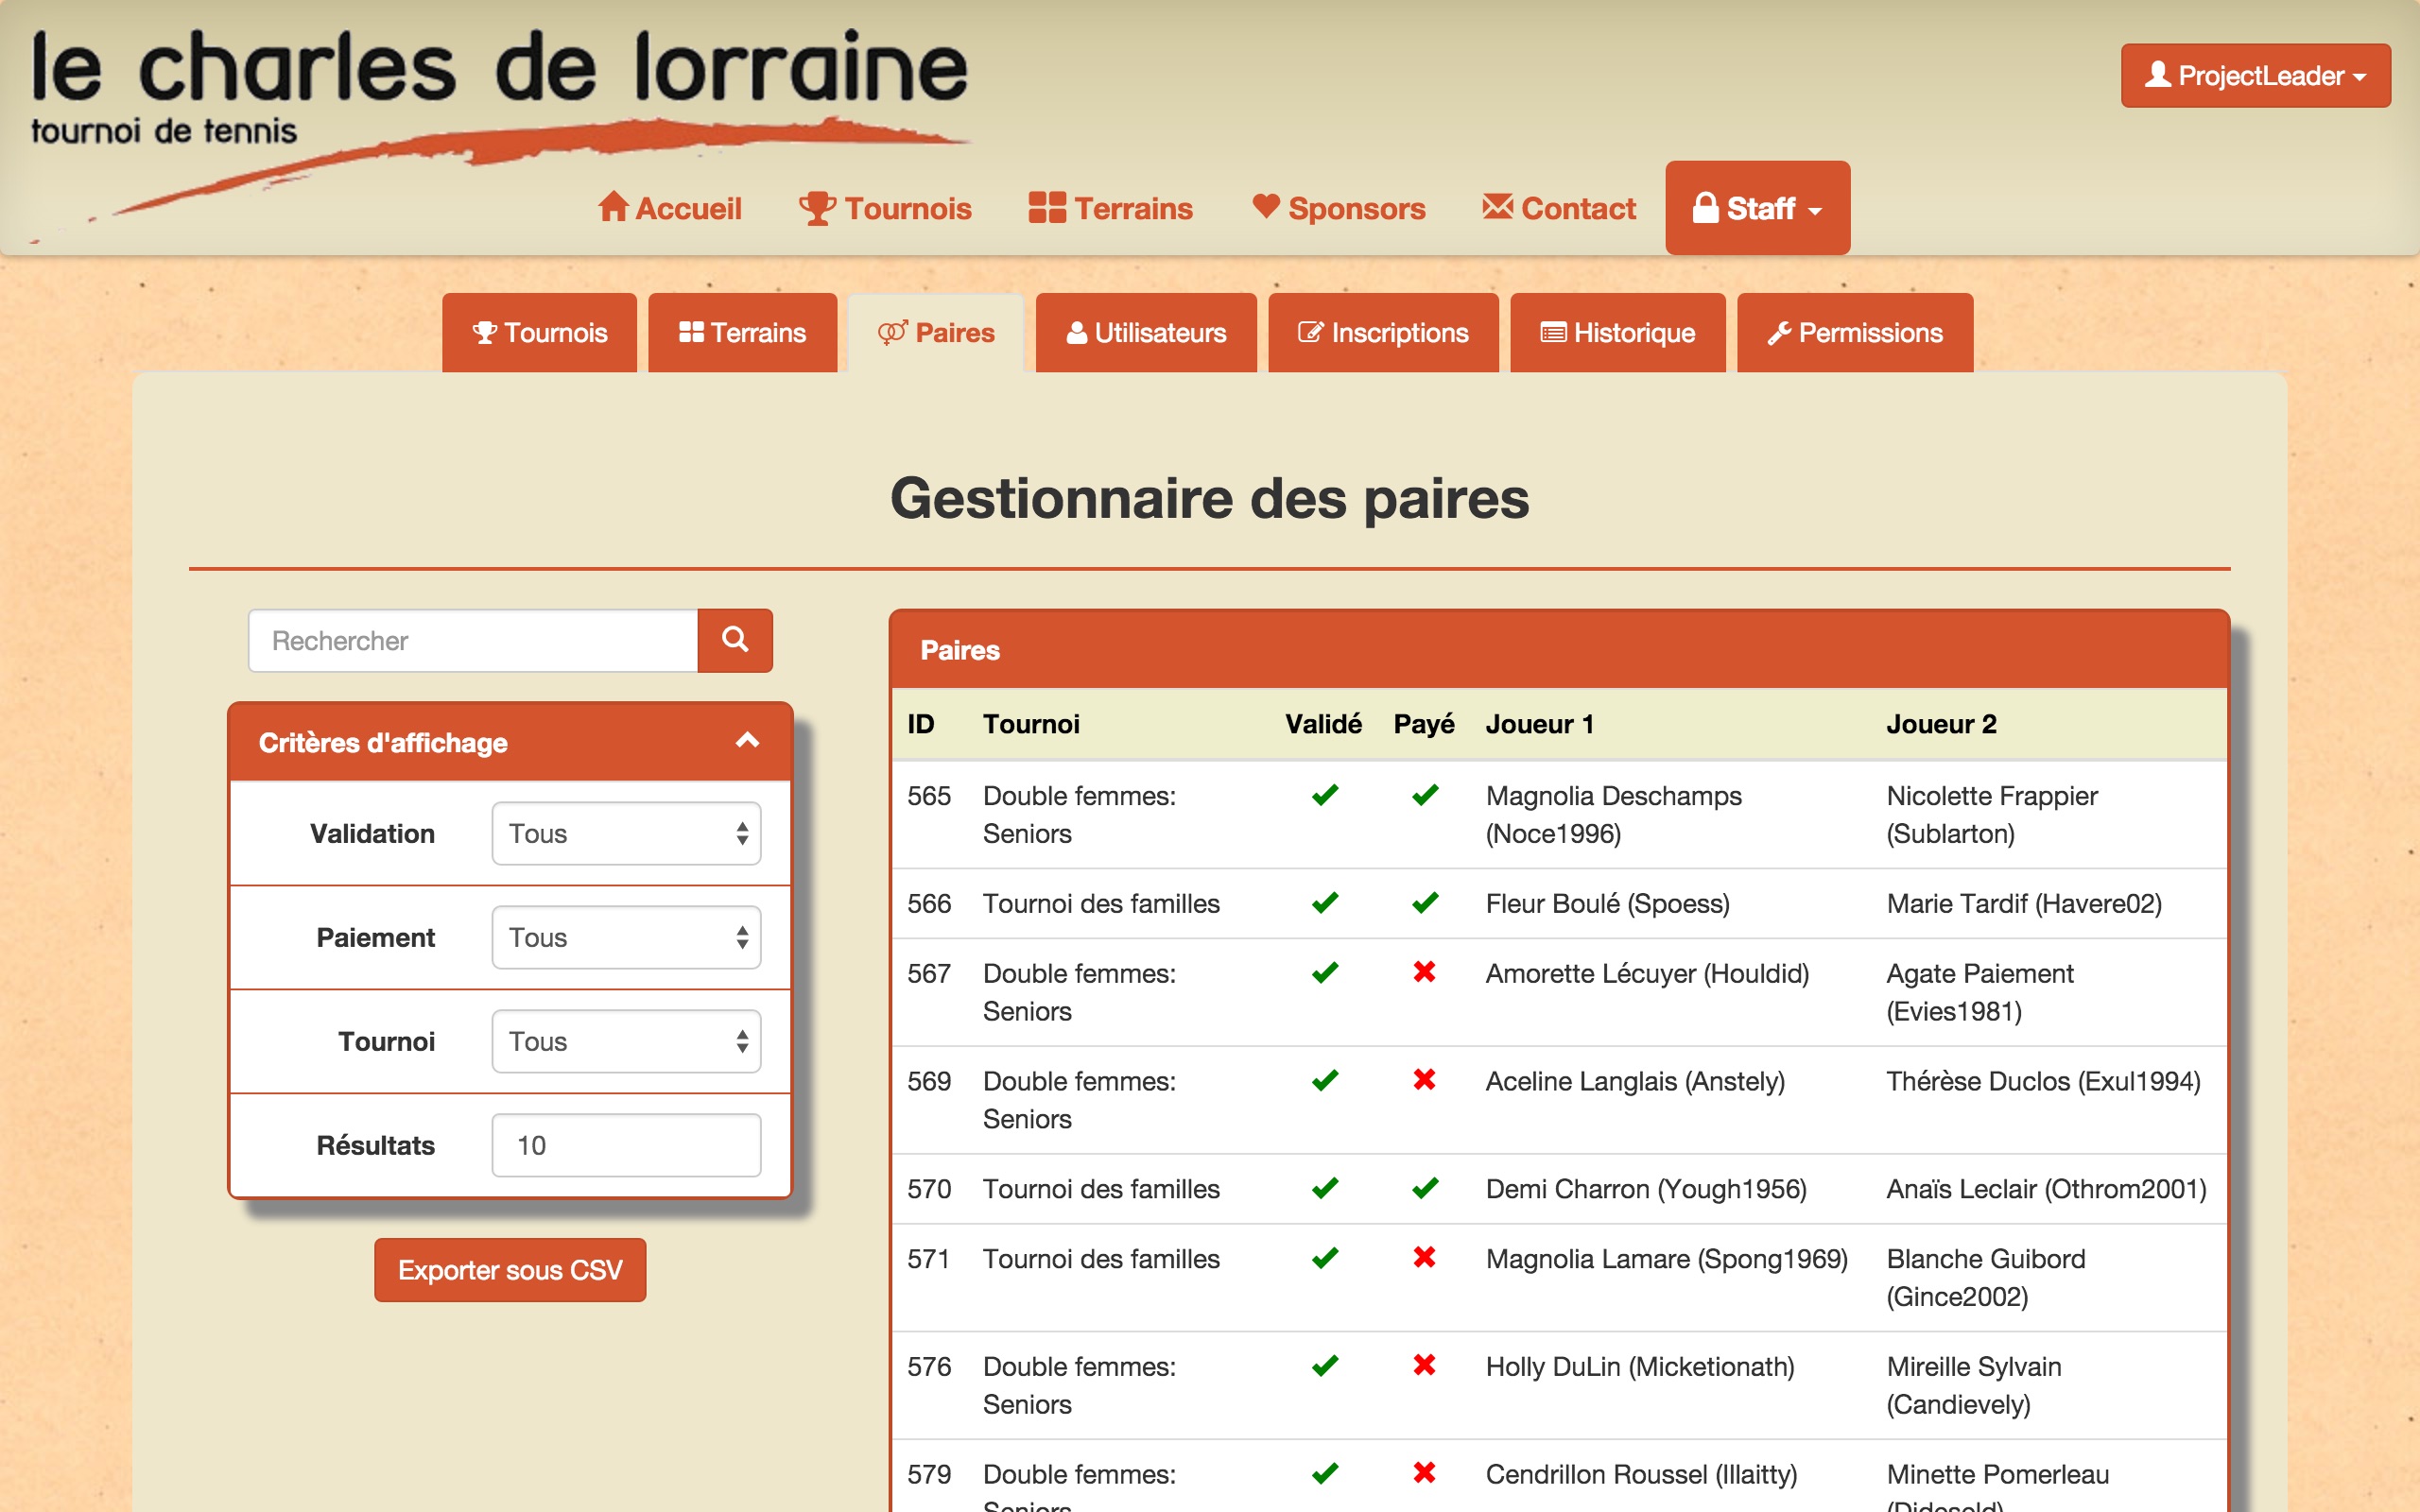 le charles de lorraine
tournoi de tennis
ProjectLeader
Accueil Tournois Terrains Sponsors Contact Staff
Tournois Terrains Paires Utilisateurs Inscriptions Historique Permissions
Gestionnaire des paires
Rechercher
Critères d'affichage
Validation Tous
Paiement Tous
Tournoi Tous
Résultats 10
Exporter sous CSV
Paires
ID Tournoi Validé Payé Joueur 1 Joueur 2
565 Double femmes: Magnolia Deschamps Nicolette Frappier
Seniors (Noce1996) (Sublarton)
566 Tournoi des familles Fleur Boulé (Spoess) Marie Tardif (Havere02)
567 Double femmes: Amorette Lécuyer (Houldid) Agate Paiement
Seniors (Evies1981)
569 Double femmes: Aceline Langlais (Anstely) Thérèse Duclos (Exul1994)
Seniors
570 Tournoi des familles Demi Charron (Yough1956) Anaïs Leclair (Othrom2001)
571 Tournoi des familles Magnolia Lamare (Spong1969) Blanche Guibord
(Gince2002)
576 Double femmes: Holly DuLin (Micketionath) Mireille Sylvain
Seniors (Candievely)
579 Double femmes: Cendrillon Roussel (Illaitty) Minette Pomerleau